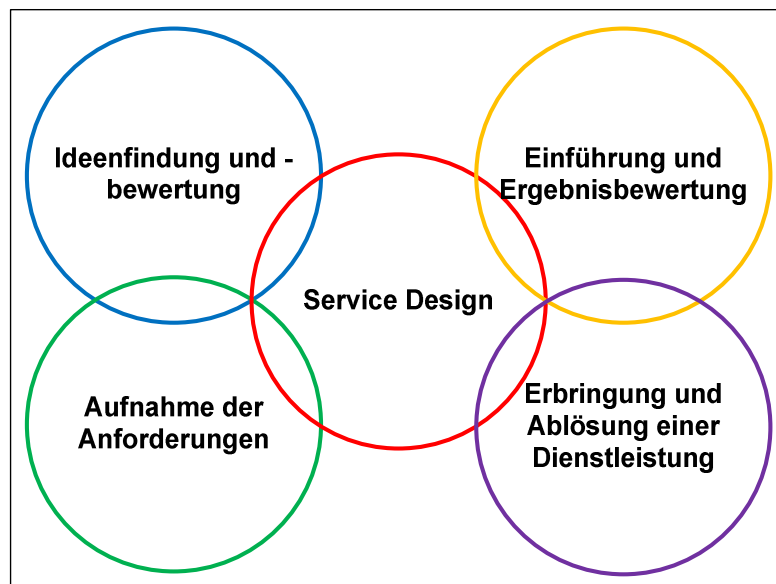 Ideenfindung und -
bewertung
Einführung und
Ergebnisbewertung
Service Design
Aufnahme der
Anforderungen
Erbringung und
Ablösung einer
Dienstleistung